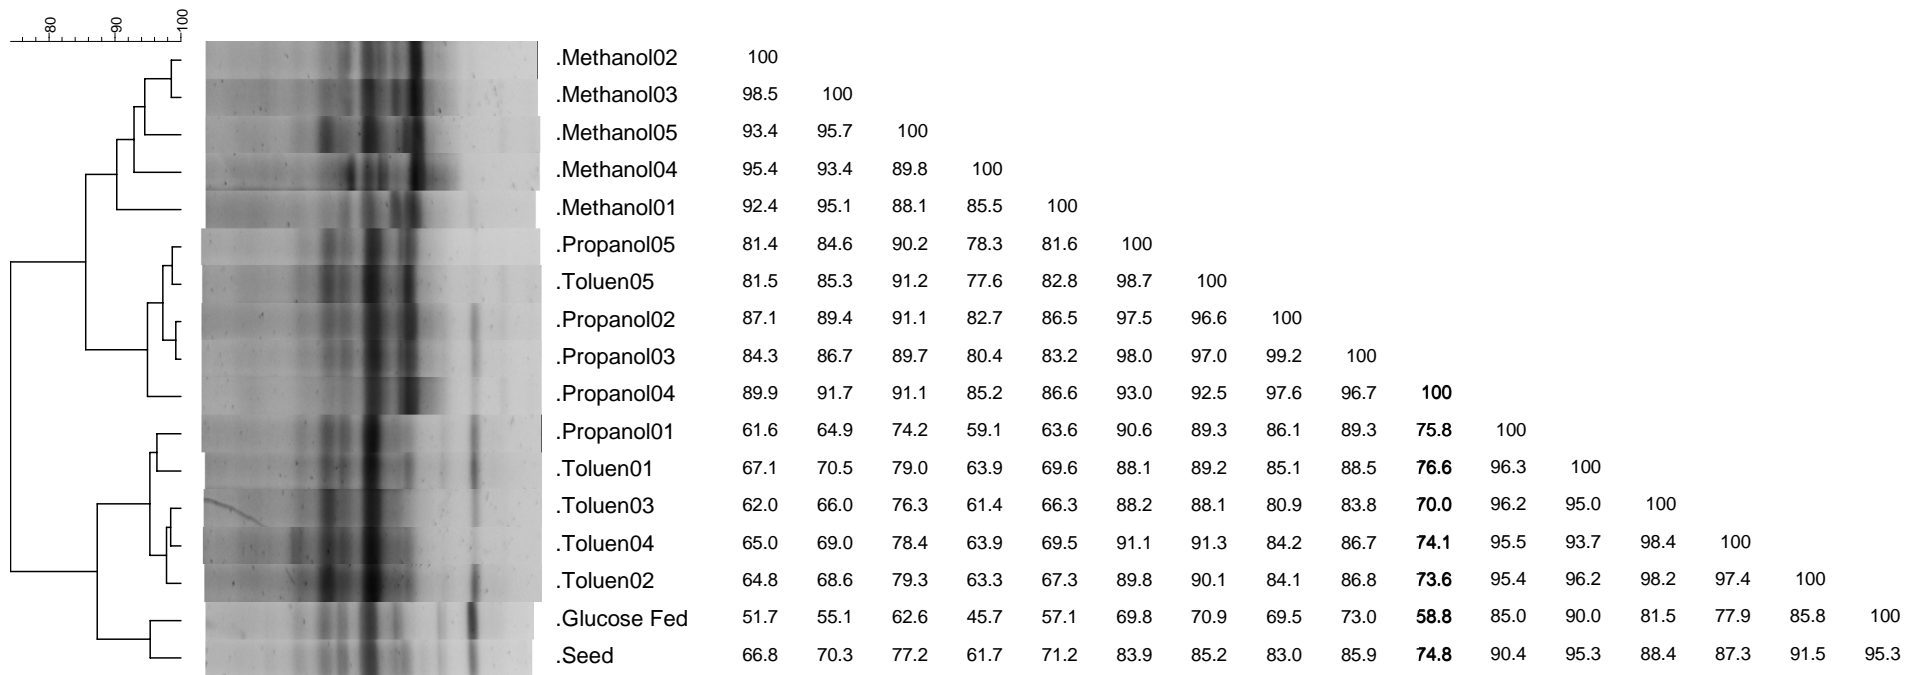 80 90 100
.Methanol02 100
.Methanol03 98.5 100
.Methanol05 93.4 95.7 100
.Methanol04 95.4 93.4 89.8 100
.Methanol01 92.4 95.1 88.1 85.5 100
.Propanol05 81.4 84.6 90.2 78.3 81.6 100
.Toluen05 81.5 85.3 91.2 77.6 82.8 98.7 100
.Propanol02 87.1 89.4 91.1 82.7 86.5 97.5 96.6 100
.Propanol03 84.3 86.7 89.7 80.4 83.2 98.0 97.0 99.2 100
.Propanol04 89.9 91.7 91.1 85.2 86.6 93.0 92.5 97.6 96.7 100
.Propanol01 61.6 64.9 74.2 59.1 63.6 90.6 89.3 86.1 89.3 75.8 100
.Toluen01 67.1 70.5 79.0 63.9 69.6 88.1 89.2 85.1 88.5 76.6 96.3 100
.Toluen03 62.0 66.0 76.3 61.4 66.3 88.2 88.1 80.9 83.8 70.0 96.2 95.0 100
.Toluen04 65.0 69.0 78.4 63.9 69.5 91.1 91.3 84.2 86.7 74.1 95.5 93.7 98.4 100
.Toluen02 64.8 68.6 79.3 63.3 67.3 89.8 90.1 84.1 86.8 73.6 95.4 96.2 98.2 97.4 100
.Glucose Fed 51.7 55.1 62.6 45.7 57.1 69.8 70.9 69.5 73.0 58.8 85.0 90.0 81.5 77.9 85.8 100
.Seed 66.8 70.3 77.2 61.7 71.2 83.9 85.2 83.0 85.9 74.8 90.4 95.3 88.4 87.3 91.5 95.3